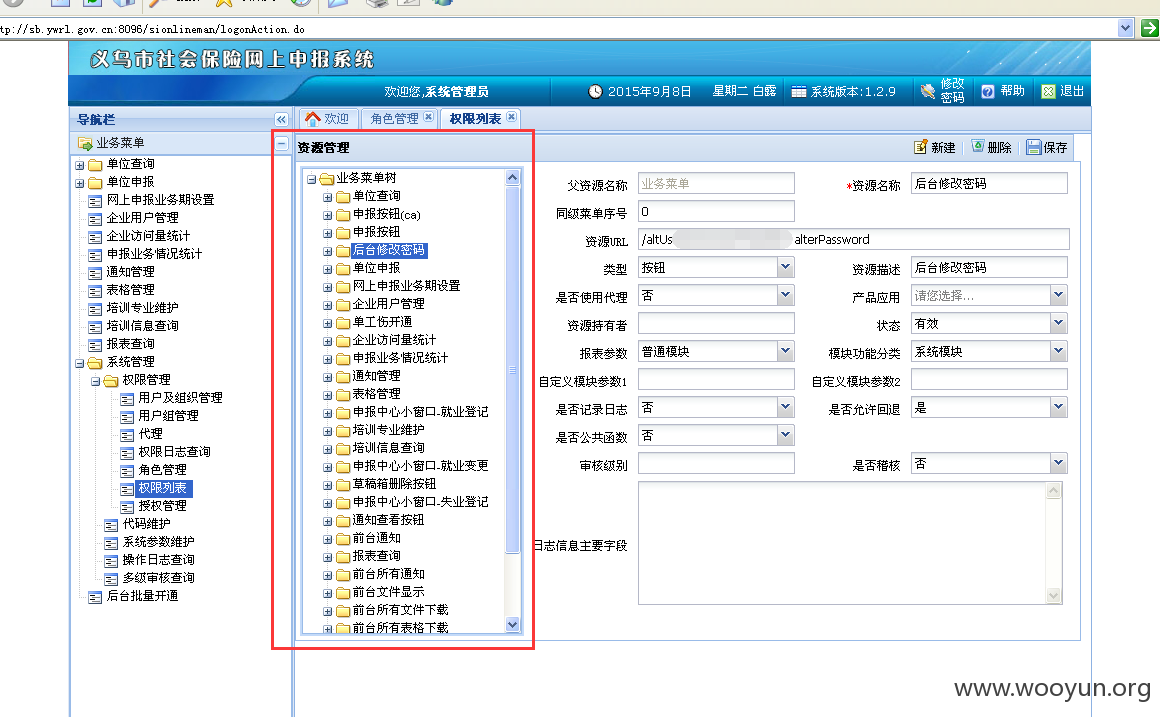 tp://sb.ywrl.gov.cn:8096/sionlineman/logonAction.do
义乌市社会保险网上申报系统
欢迎您,系统管理员
2015年9月8日 星期二 白露
系统版本:1.2.9
修改密码
帮助
退出
导航栏
业务菜单
单位查询
单位申报
网上申报业务期设置
企业用户管理
企业访问量统计
申报业务情况统计
通知管理
表格管理
培训专业维护
培训信息查询
报表查询
系统管理
权限管理
用户及组织管理
用户组管理
代理
权限日志查询
角色管理
权限列表
授权管理
代码维护
系统参数维护
操作日志查询
多级审核查询
后台批量开通
欢迎 角色管理 权限列表
资源管理
新建 删除 保存
业务菜单树
单位查询
申报按钮(ca)
申报按钮
后台修改密码
单位申报
网上申报业务期设置
企业用户管理
单工伤开通
企业访问量统计
申报业务情况统计
通知管理
表格管理
申报中心小窗口-就业登记
培训专业维护
培训信息查询
申报中心小窗口-就业变更
草稿箱删除按钮
申报中心小窗口-失业登记
通知查看按钮
前台通知
报表查询
前台所有通知
前台文件显示
前台所有文件下载
前台所有表格下载
父资源名称 业务菜单 *资源名称 后台修改密码
同级菜单序号 0
资源URL /altUs alterPassword
类型 按钮 资源描述 后台修改密码
是否使用代理 否 产品应用 请您选择...
资源持有者 状态 有效
报表参数 普通模块 模块功能分类 系统模块
自定义模块参数1 自定义模块参数2
是否记录日志 否 是否允许回退 是
是否公共函数 否
审核级别 是否稽核 否
日志信息主要字段
www.wooyun.org